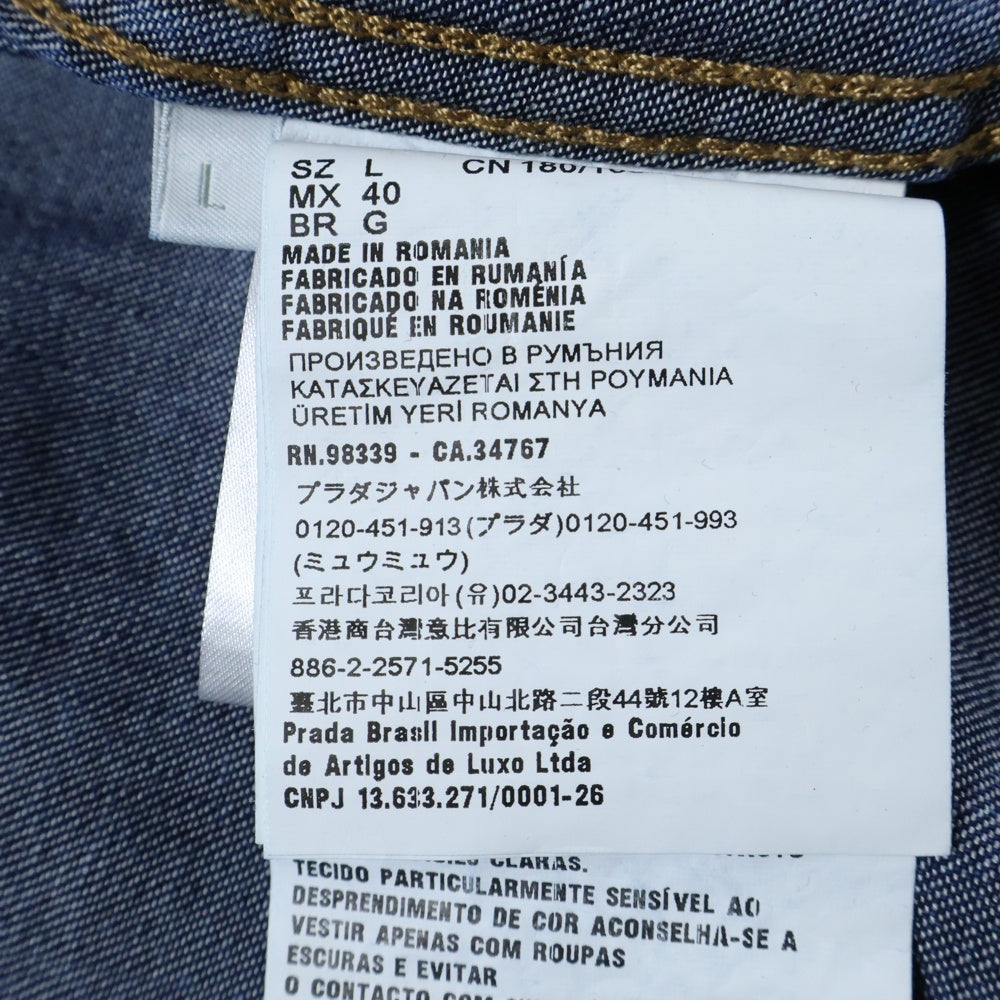 L
SZ L
MX 40
BR G
MADE IN ROMANIA
FABRICADO EN RUMANÍA
FABRICADO NA ROMÉNIA
FABRIQUÉ EN ROUMANIE
ПРОИЗВЕДЕНО В РУМЪНИЯ
ΚΑΤΑΣΚΕΥΑΖΕΤΑΙ ΣΤΗ ΡΟΥΜΑΝΙΑ
ÜRETİM YERİ ROMANYA
RN.98339 - CA.34767
プラダジャパン株式会社
0120-451-913(プラダ)0120-451-993
(ミュウミュウ)
프라다코리아(유)02-3443-2323
香港商台灣意比有限公司台灣分公司
886-2-2571-5255
臺北市中山區中山北路二段44號12樓A室
Prada Brasil Importação e Comércio
de Artigos de Luxo Ltda
CNPJ 13.633.271/0001-26
CLARAS.
TECIDO PARTICULARMENTE SENSÍVEL AO
DESPRENDIMENTO DE COR ACONSELHA-SE A
VESTIR APENAS COM ROUPAS
ESCURAS E EVITAR
O CONTACTO COM